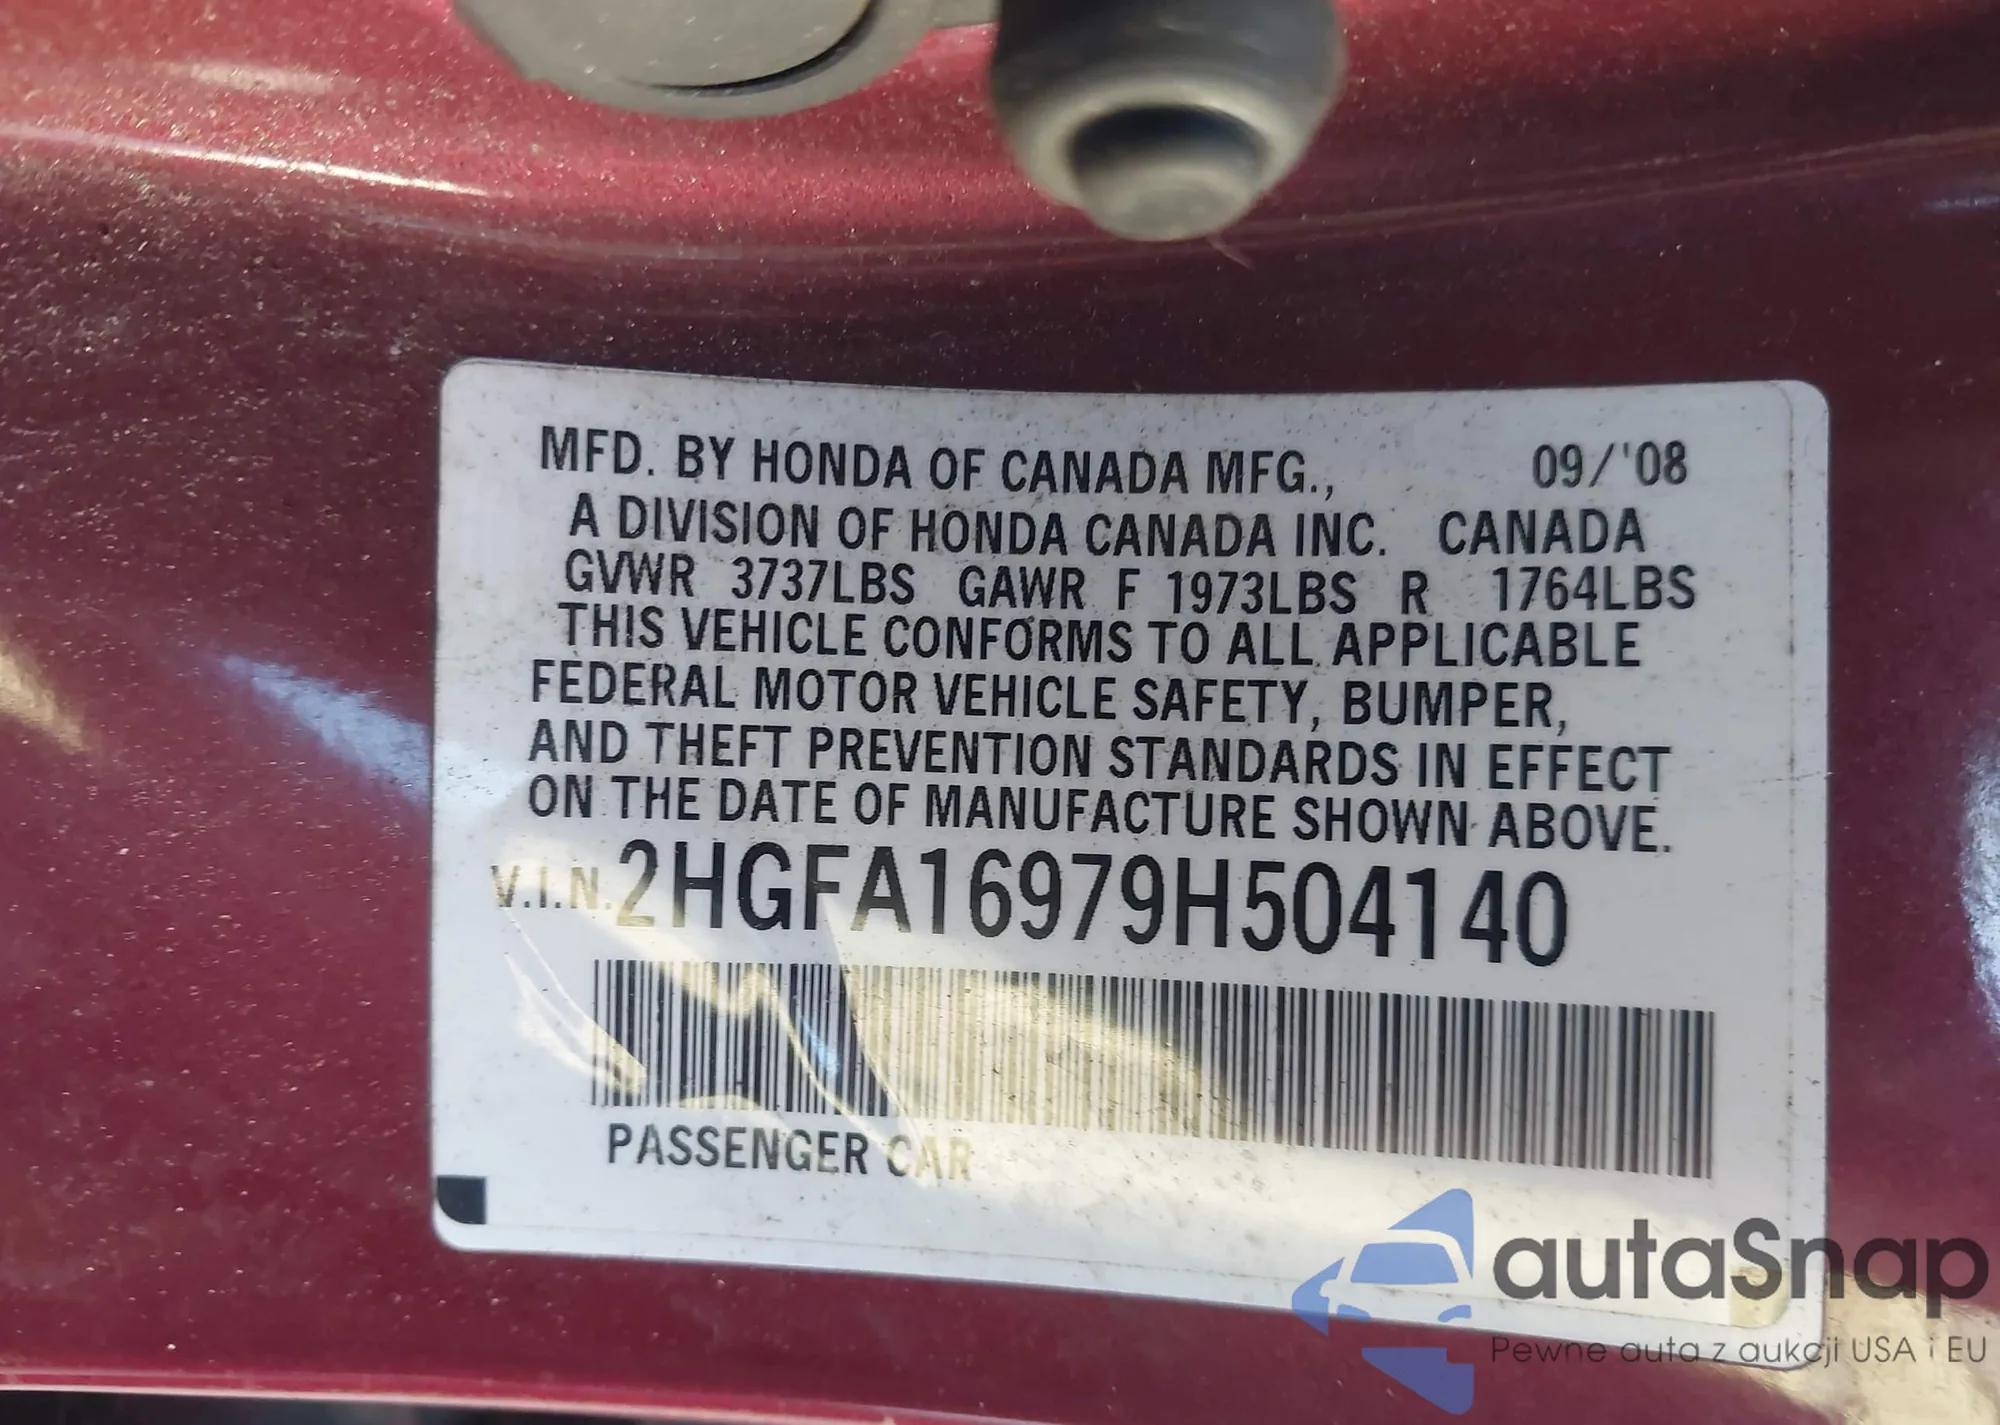 MFD. BY HONDA OF CANADA MFG., 09/'08
A DIVISION OF HONDA CANADA INC. CANADA
GVWR 3737LBS GAWR F 1973LBS R 1764LBS
THIS VEHICLE CONFORMS TO ALL APPLICABLE
FEDERAL MOTOR VEHICLE SAFETY, BUMPER,
AND THEFT PREVENTION STANDARDS IN EFFECT
ON THE DATE OF MANUFACTURE SHOWN ABOVE.
V.I.N. 2HGFA16979H504140
PASSENGER CAR
autaSnap
Pewne auta z aukcji USA i EU